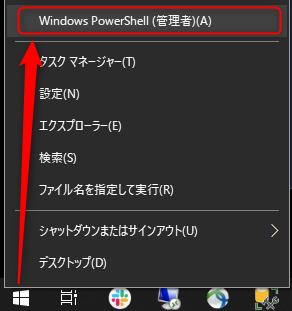 Windows PowerShell (管理者)(A)
タスク マネージャー(T)
設定(N)
エクスプローラー(E)
検索(S)
ファイル名を指定して実行(R)
シャットダウンまたはサインアウト(U)
デスクトップ(D)